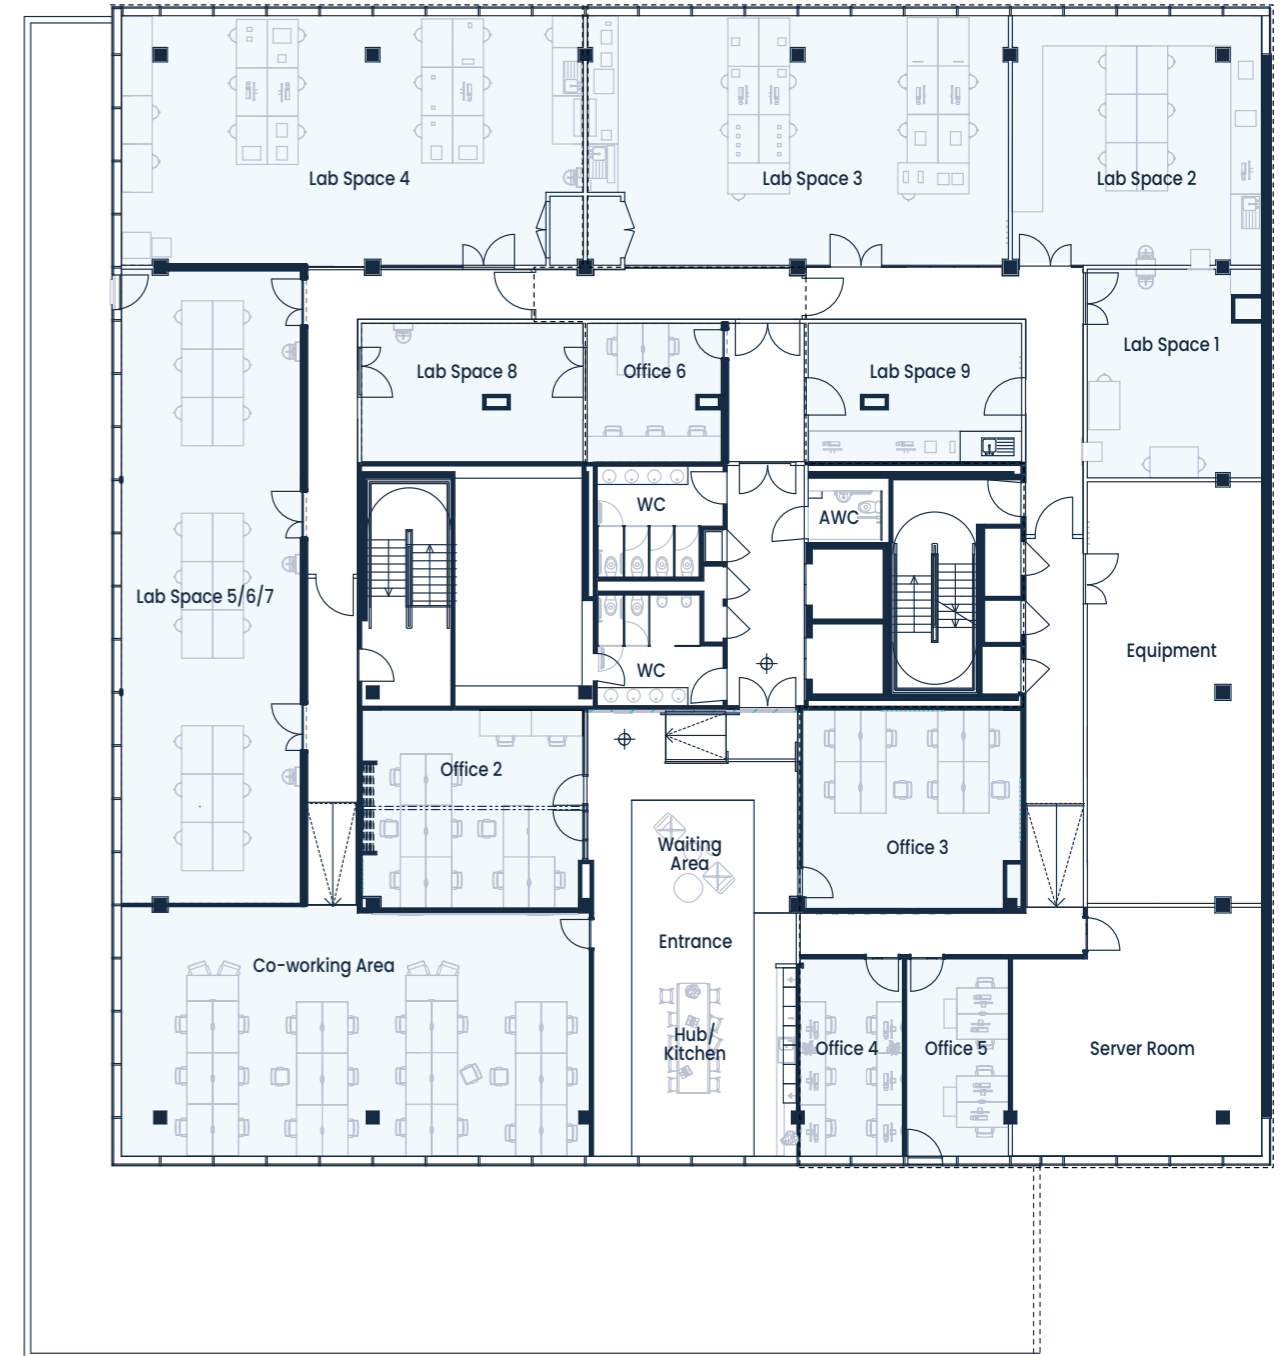 Lab Space 4
Lab Space 3
Lab Space 2
Lab Space 1
Lab Space 8
Office 6
Lab Space 9
WC
AWC
Lab Space 5/6/7
WC
Equipment
Office 2
Waiting
Area
Office 3
Entrance
Co-working Area
Hub/
Kitchen
Office 4
Office 5
Server Room